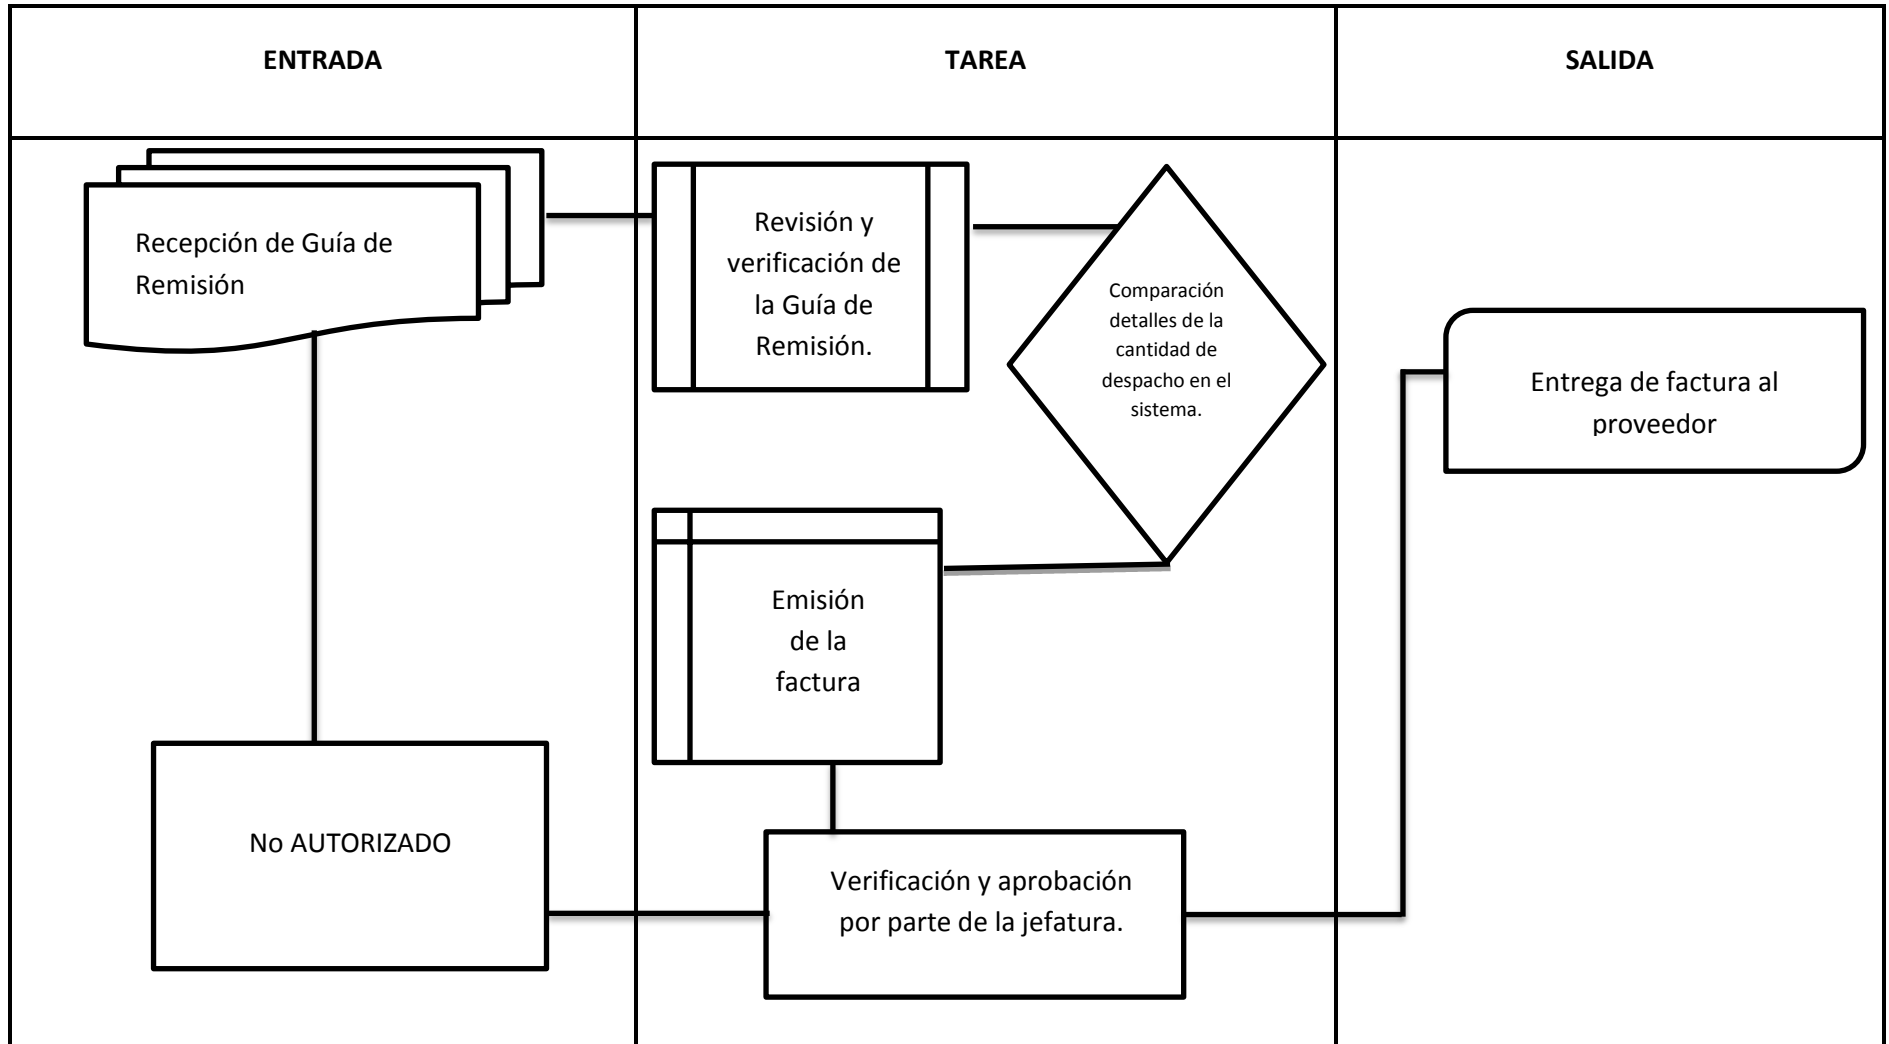 ENTRADA
TAREA
SALIDA
Recepción de Guía de
Remisión
Revisión y
verificación de
la Guía de
Remisión.
Comparación
detalles de la
cantidad de
despacho en el
sistema.
Entrega de factura al
proveedor
Emisión
de la
factura
No AUTORIZADO
Verificación y aprobación
por parte de la jefatura.